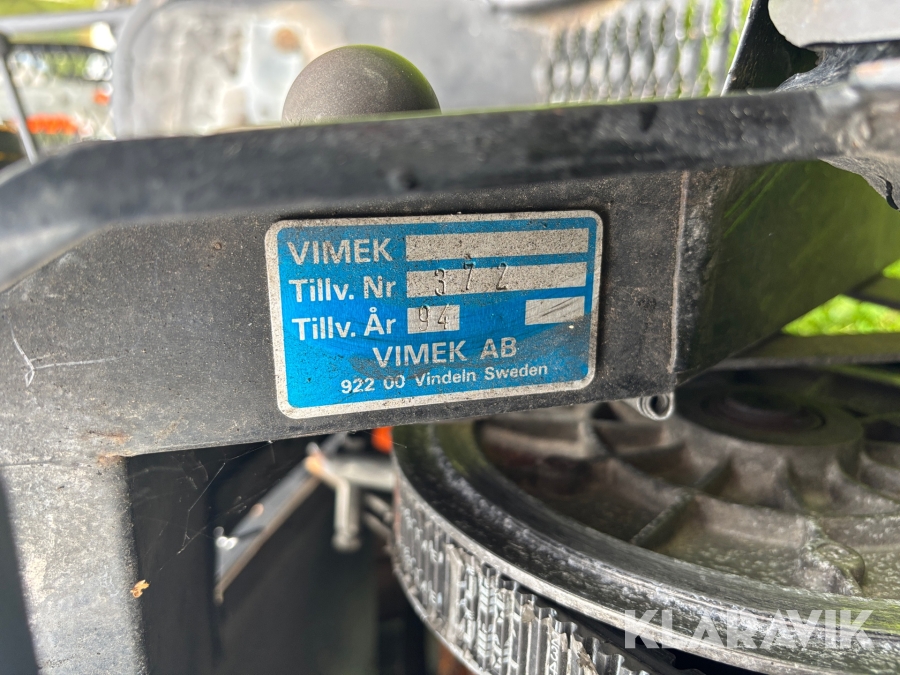 VIMEK
Tillv. Nr 372
Tillv. År 94
VIMEK AB
922 00 Vindeln Sweden
KLARAVIK